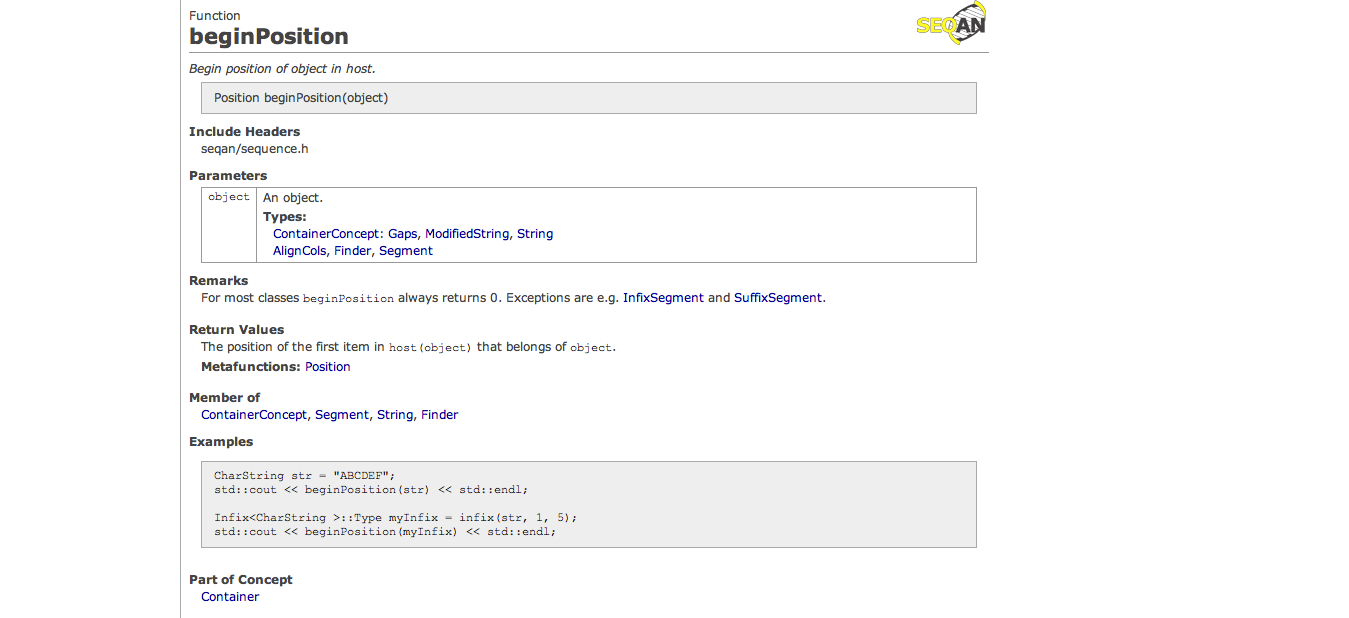 Function
beginPosition
SEQAN
Begin position of object in host.
Position beginPosition(object)
Include Headers
seqan/sequence.h
Parameters
object An object.
Types:
ContainerConcept: Gaps, ModifiedString, String
AlignCols, Finder, Segment
Remarks
For most classes beginPosition always returns 0. Exceptions are e.g. InfixSegment and SuffixSegment.
Return Values
The position of the first item in host(object) that belongs of object.
Metafunctions: Position
Member of
ContainerConcept, Segment, String, Finder
Examples
CharString str = "ABCDEF";
std::cout << beginPosition(str) << std::endl;
Infix<CharString >::Type myInfix = infix(str, 1, 5);
std::cout << beginPosition(myInfix) << std::endl;
Part of Concept
Container